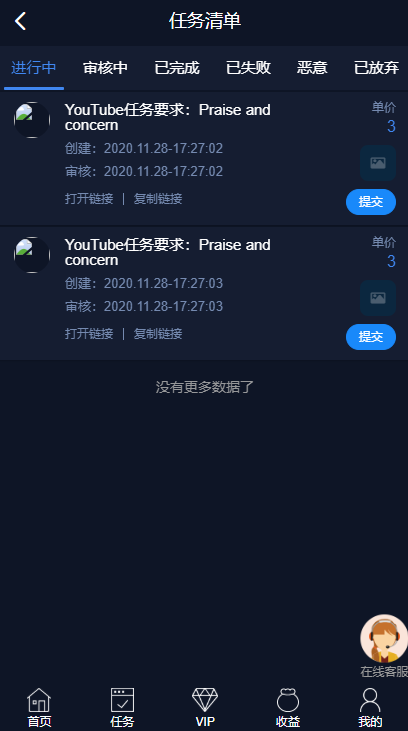 任务清单
进行中 审核中 已完成 已失败 恶意 已放弃
YouTube任务要求：Praise and
concern
单价
3
创建：2020.11.28-17:27:02
审核：2020.11.28-17:27:02
打开链接 | 复制链接
提交
YouTube任务要求：Praise and
concern
单价
3
创建：2020.11.28-17:27:03
审核：2020.11.28-17:27:03
打开链接 | 复制链接
提交
没有更多数据了
在线客服
首页 任务 VIP 收益 我的